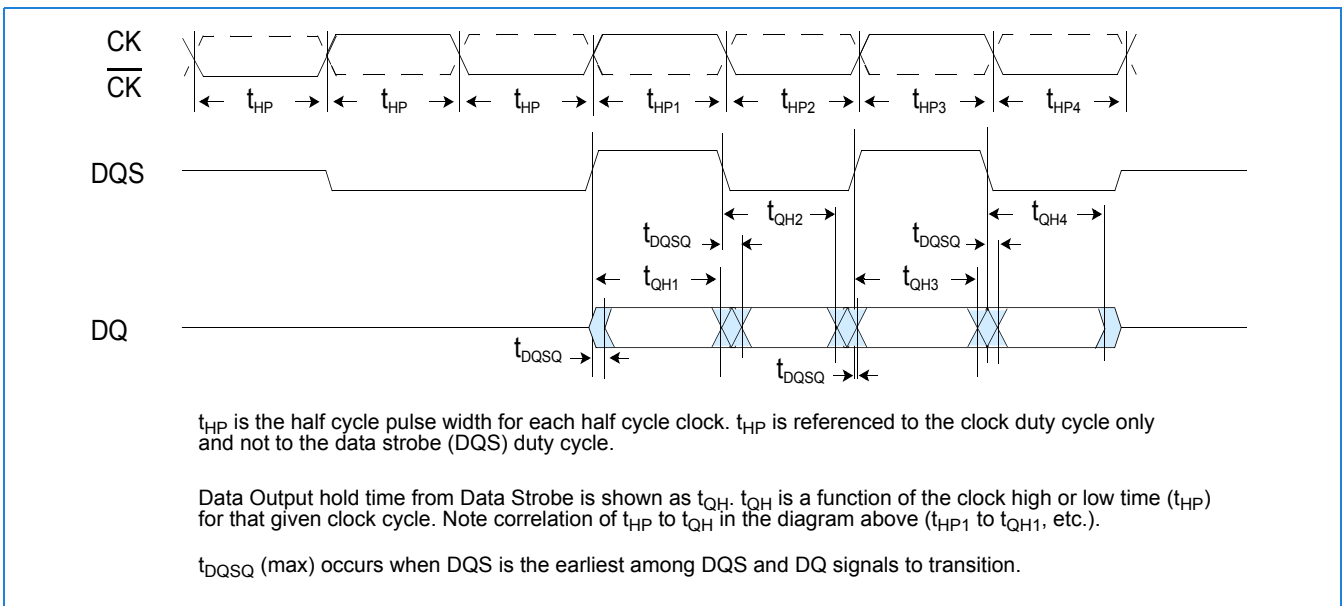 CK
CK
tHP tHP tHP tHP1 tHP2 tHP3 tHP4
DQS
tQH2 tQH4
tDQSQ tDQSQ
tQH1 tQH3
DQ
tDQSQ
tDQSQ
tHP is the half cycle pulse width for each half cycle clock. tHP is referenced to the clock duty cycle only
and not to the data strobe (DQS) duty cycle.
Data Output hold time from Data Strobe is shown as tQH. tQH is a function of the clock high or low time (tHP)
for that given clock cycle. Note correlation of tHP to tQH in the diagram above (tHP1 to tQH1, etc.).
tDQSQ (max) occurs when DQS is the earliest among DQS and DQ signals to transition.